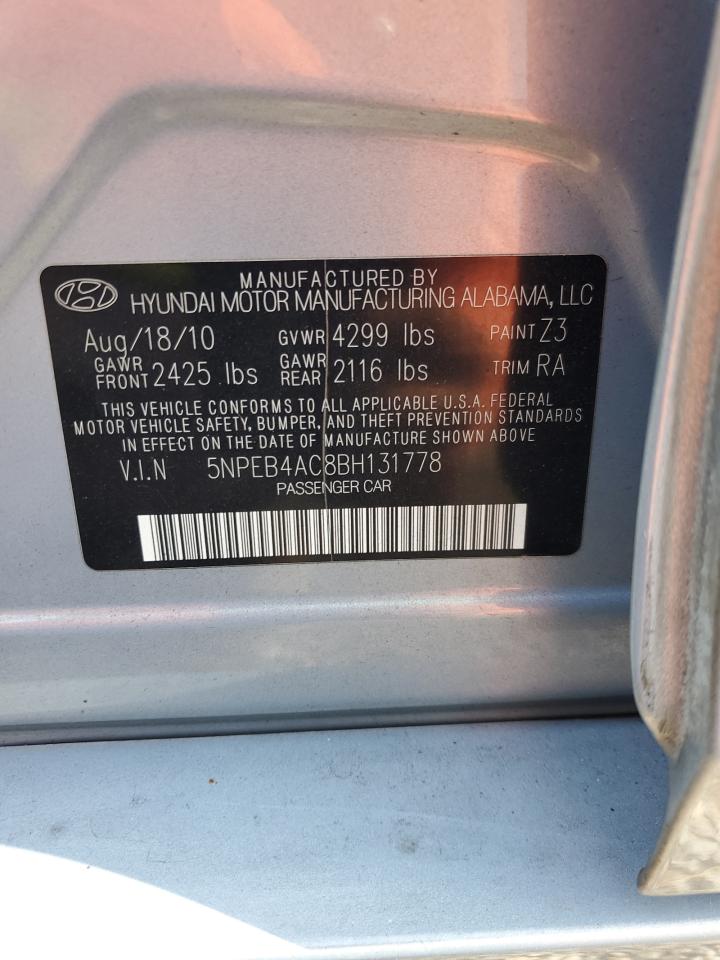 MANUFACTURED BY
HYUNDAI MOTOR MANUFACTURING ALABAMA, LLC
Aug/18/10 GVWR 4299 lbs PAINT Z3
GAWR FRONT 2425 lbs GAWR REAR 2116 lbs TRIM RA
THIS VEHICLE CONFORMS TO ALL APPLICABLE U.S.A. FEDERAL
MOTOR VEHICLE SAFETY, BUMPER, AND THEFT PREVENTION STANDARDS
IN EFFECT ON THE DATE OF MANUFACTURE SHOWN ABOVE
V.I.N 5NPEB4AC8BH131778
PASSENGER CAR